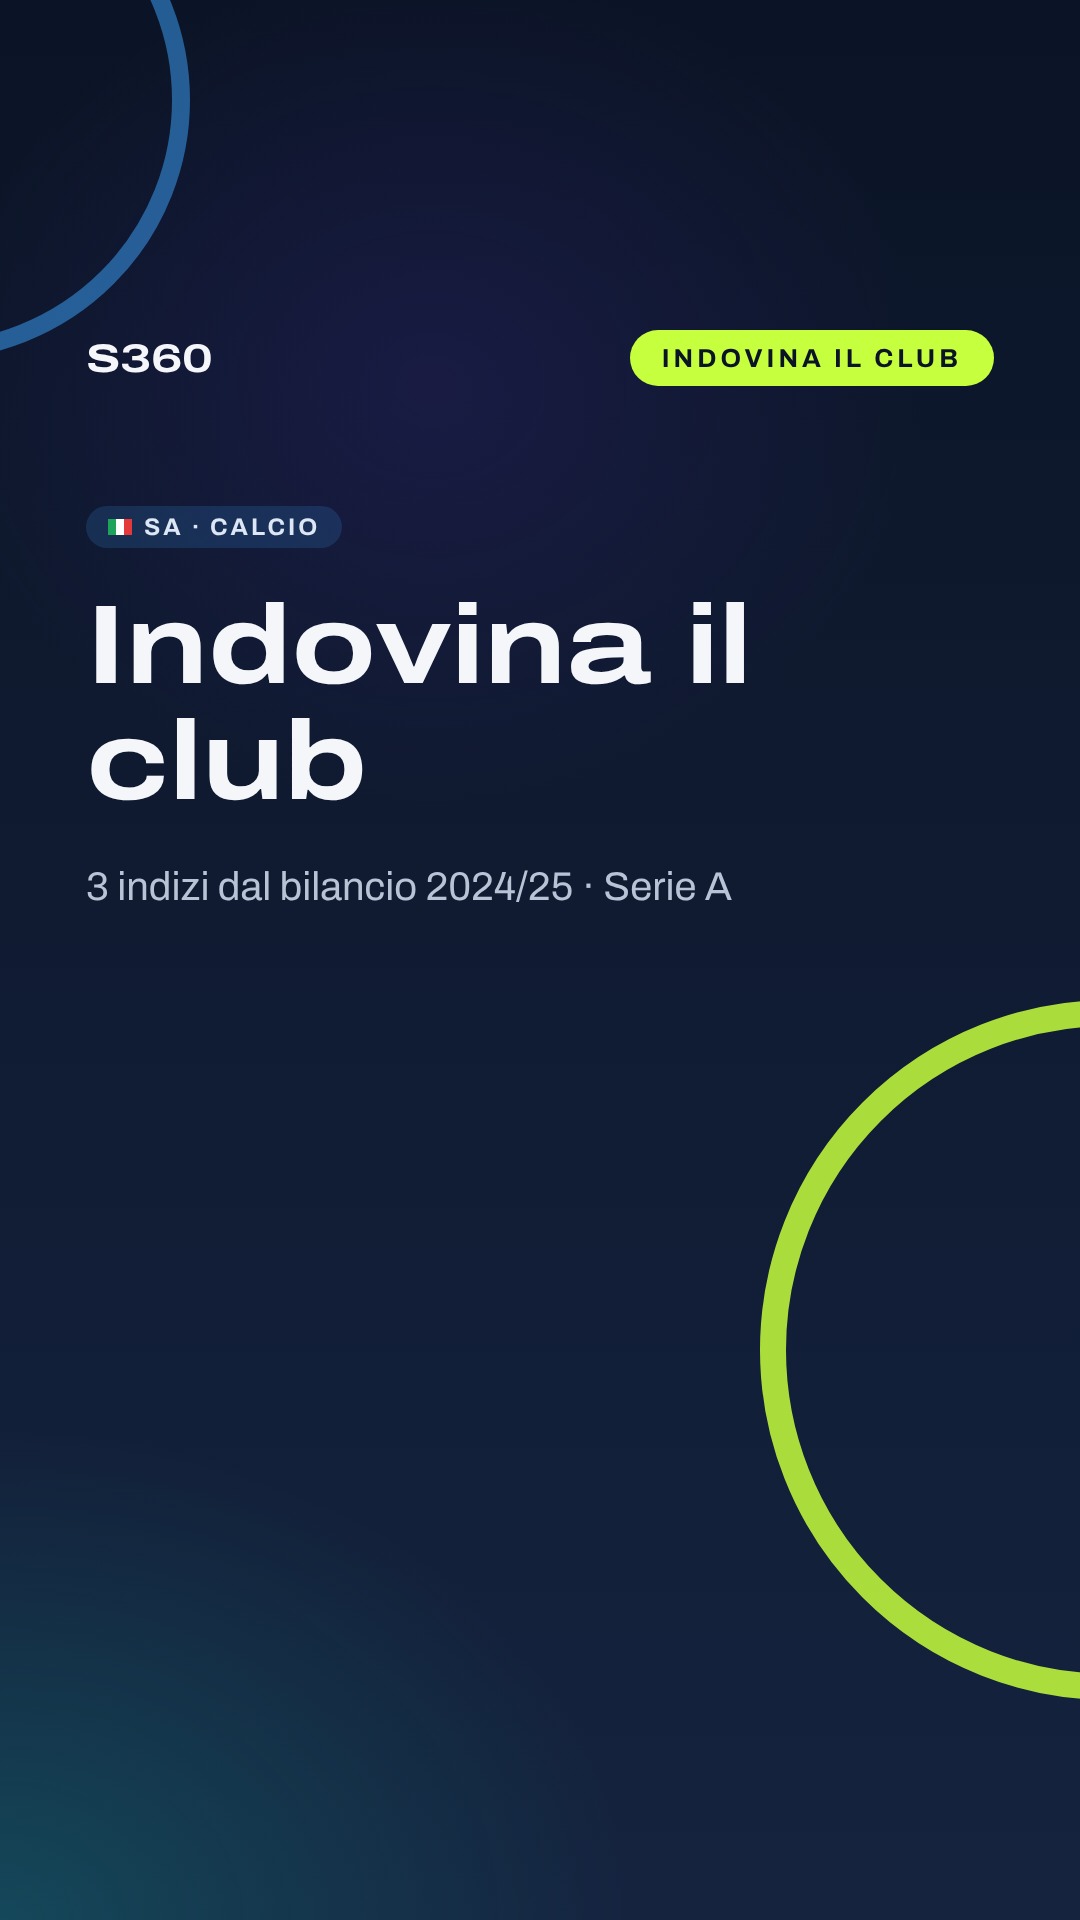 S360
INDOVINA IL CLUB
SA · CALCIO
Indovina il
club
3 indizi dal bilancio 2024/25 · Serie A